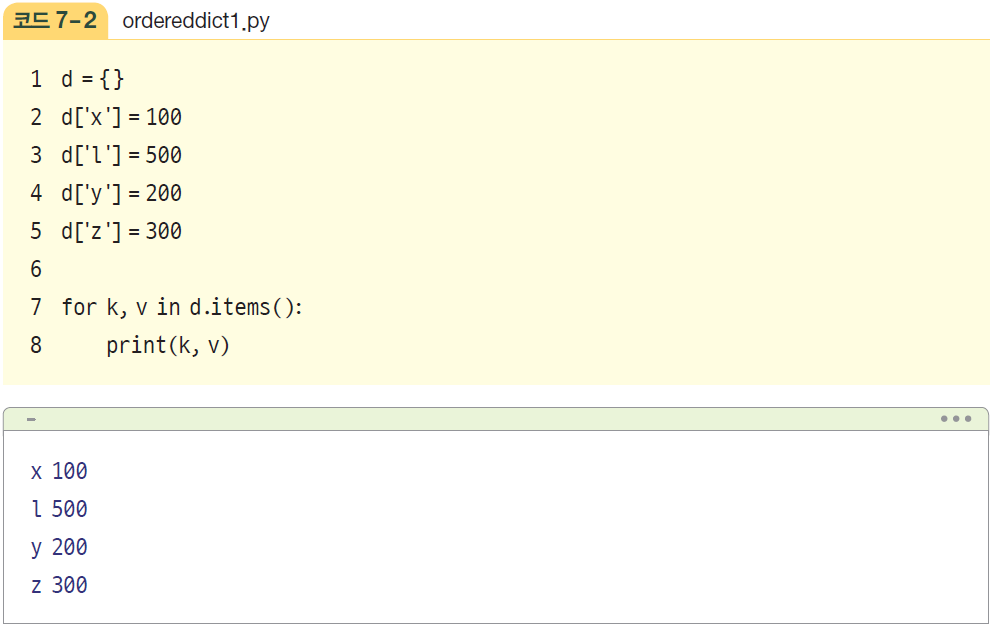 코드 7-2 ordereddict1.py
1 d = {}
2 d['x'] = 100
3 d['l'] = 500
4 d['y'] = 200
5 d['z'] = 300
6
7 for k, v in d.items():
8     print(k, v)
x 100
l 500
y 200
z 300